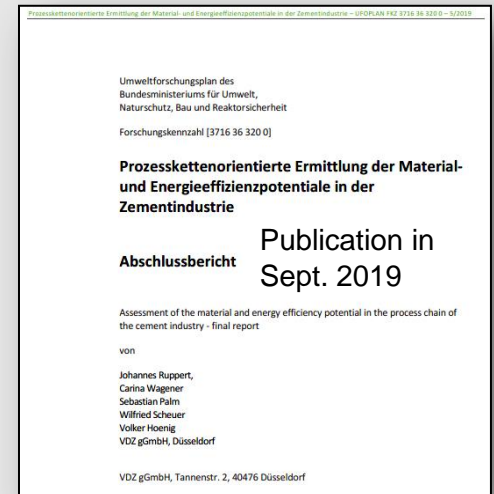 Prozesskettenorientierte Ermittlung der Material- und Energieeffizienzpotentiale in der Zementindustrie – UFOPLAN FKZ 3716 36 320 0 – 5/2019
Umweltforschungsplan des
Bundesministeriums für Umwelt,
Naturschutz, Bau und Reaktorsicherheit
Forschungskennzahl [3716 36 320 0]
Prozesskettenorientierte Ermittlung der Material-
und Energieeffizienzpotentiale in der
Zementindustrie
Abschlussbericht
Publication in
Sept. 2019
Assessment of the material and energy efficiency potential in the process chain of
the cement industry - final report
von
Johannes Ruppert,
Carina Wagener
Sebastian Palm
Wilfried Scheuer
Volker Hoenig
VDZ gGmbH, Düsseldorf
VDZ gGmbH, Tannenstr. 2, 40476 Düsseldorf